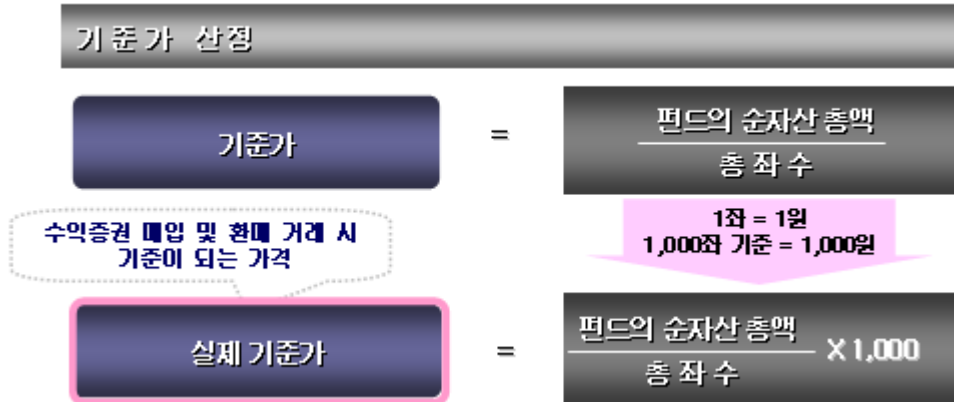 기준가 산정
기준가
=
펀드의 순자산 총액
총 좌 수
수익증권 매입 및 환매 거래 시
기준이 되는 가격
1좌 = 1원
1,000좌 기준 = 1,000원
실제 기준가
=
펀드의 순자산 총액
총 좌 수
X 1,000